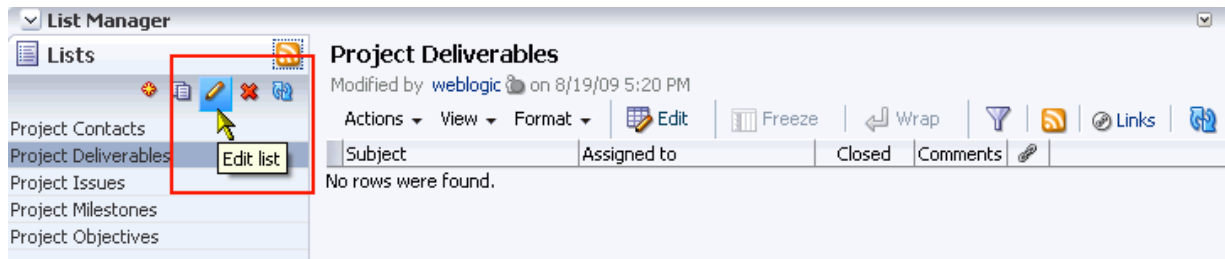 List Manager
Lists
Project Contacts
Project Deliverables
Edit list
Project Issues
Project Milestones
Project Objectives
Project Deliverables
Modified by weblogic on 8/19/09 5:20 PM
Actions View Format Edit Freeze Wrap Links
Subject Assigned to Closed Comments
No rows were found.